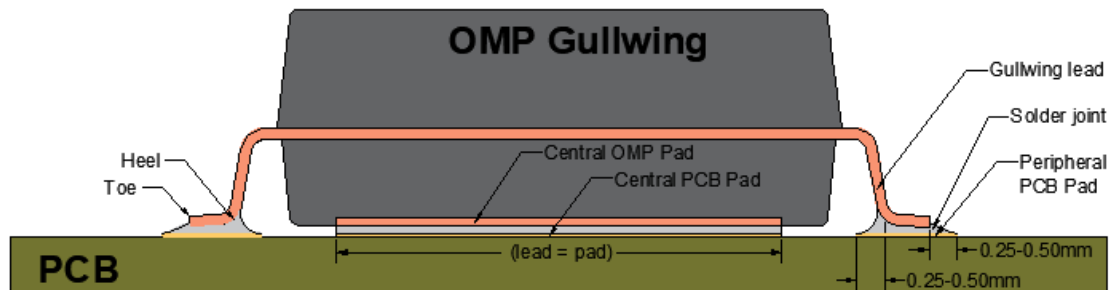 OMP Gullwing
Gullwing lead
Solder joint
Central OMP Pad
Heel
Peripheral
PCB Pad
Central PCB Pad
Toe
(lead = pad)
0.25-0.50mm
PCB
0.25-0.50mm